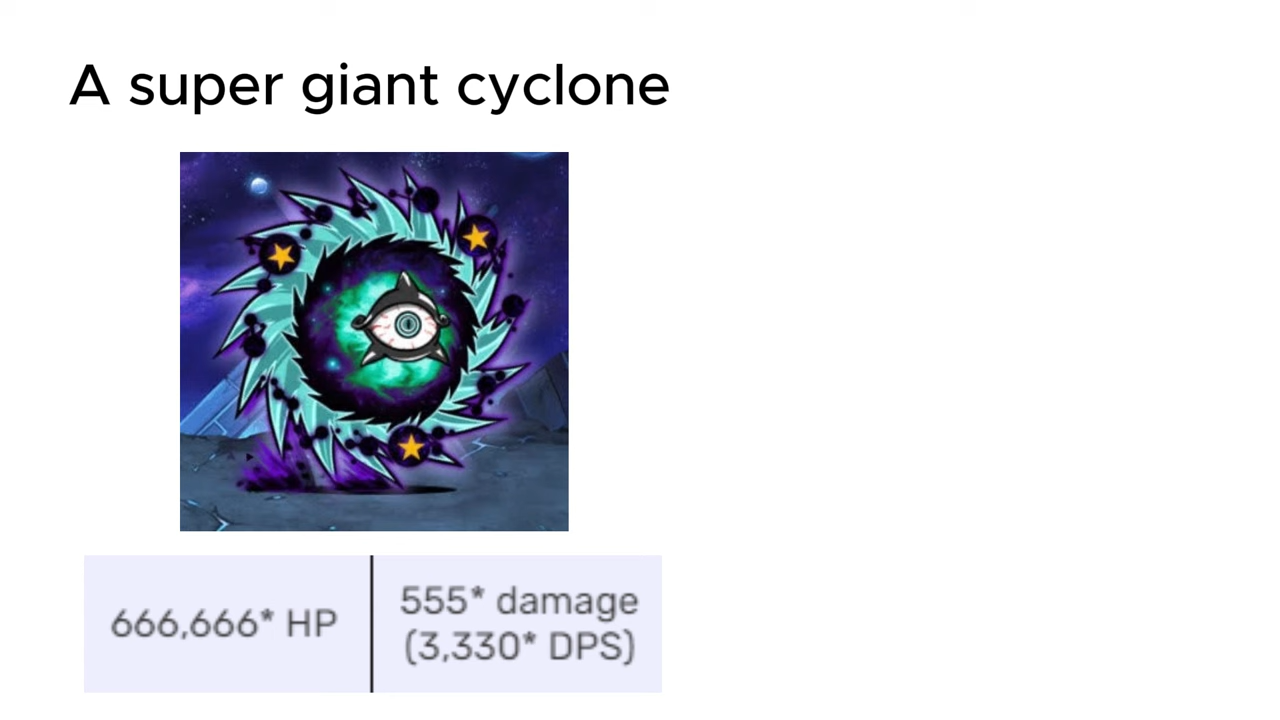 A super giant cyclone
666,666* HP
555* damage
(3,330* DPS)